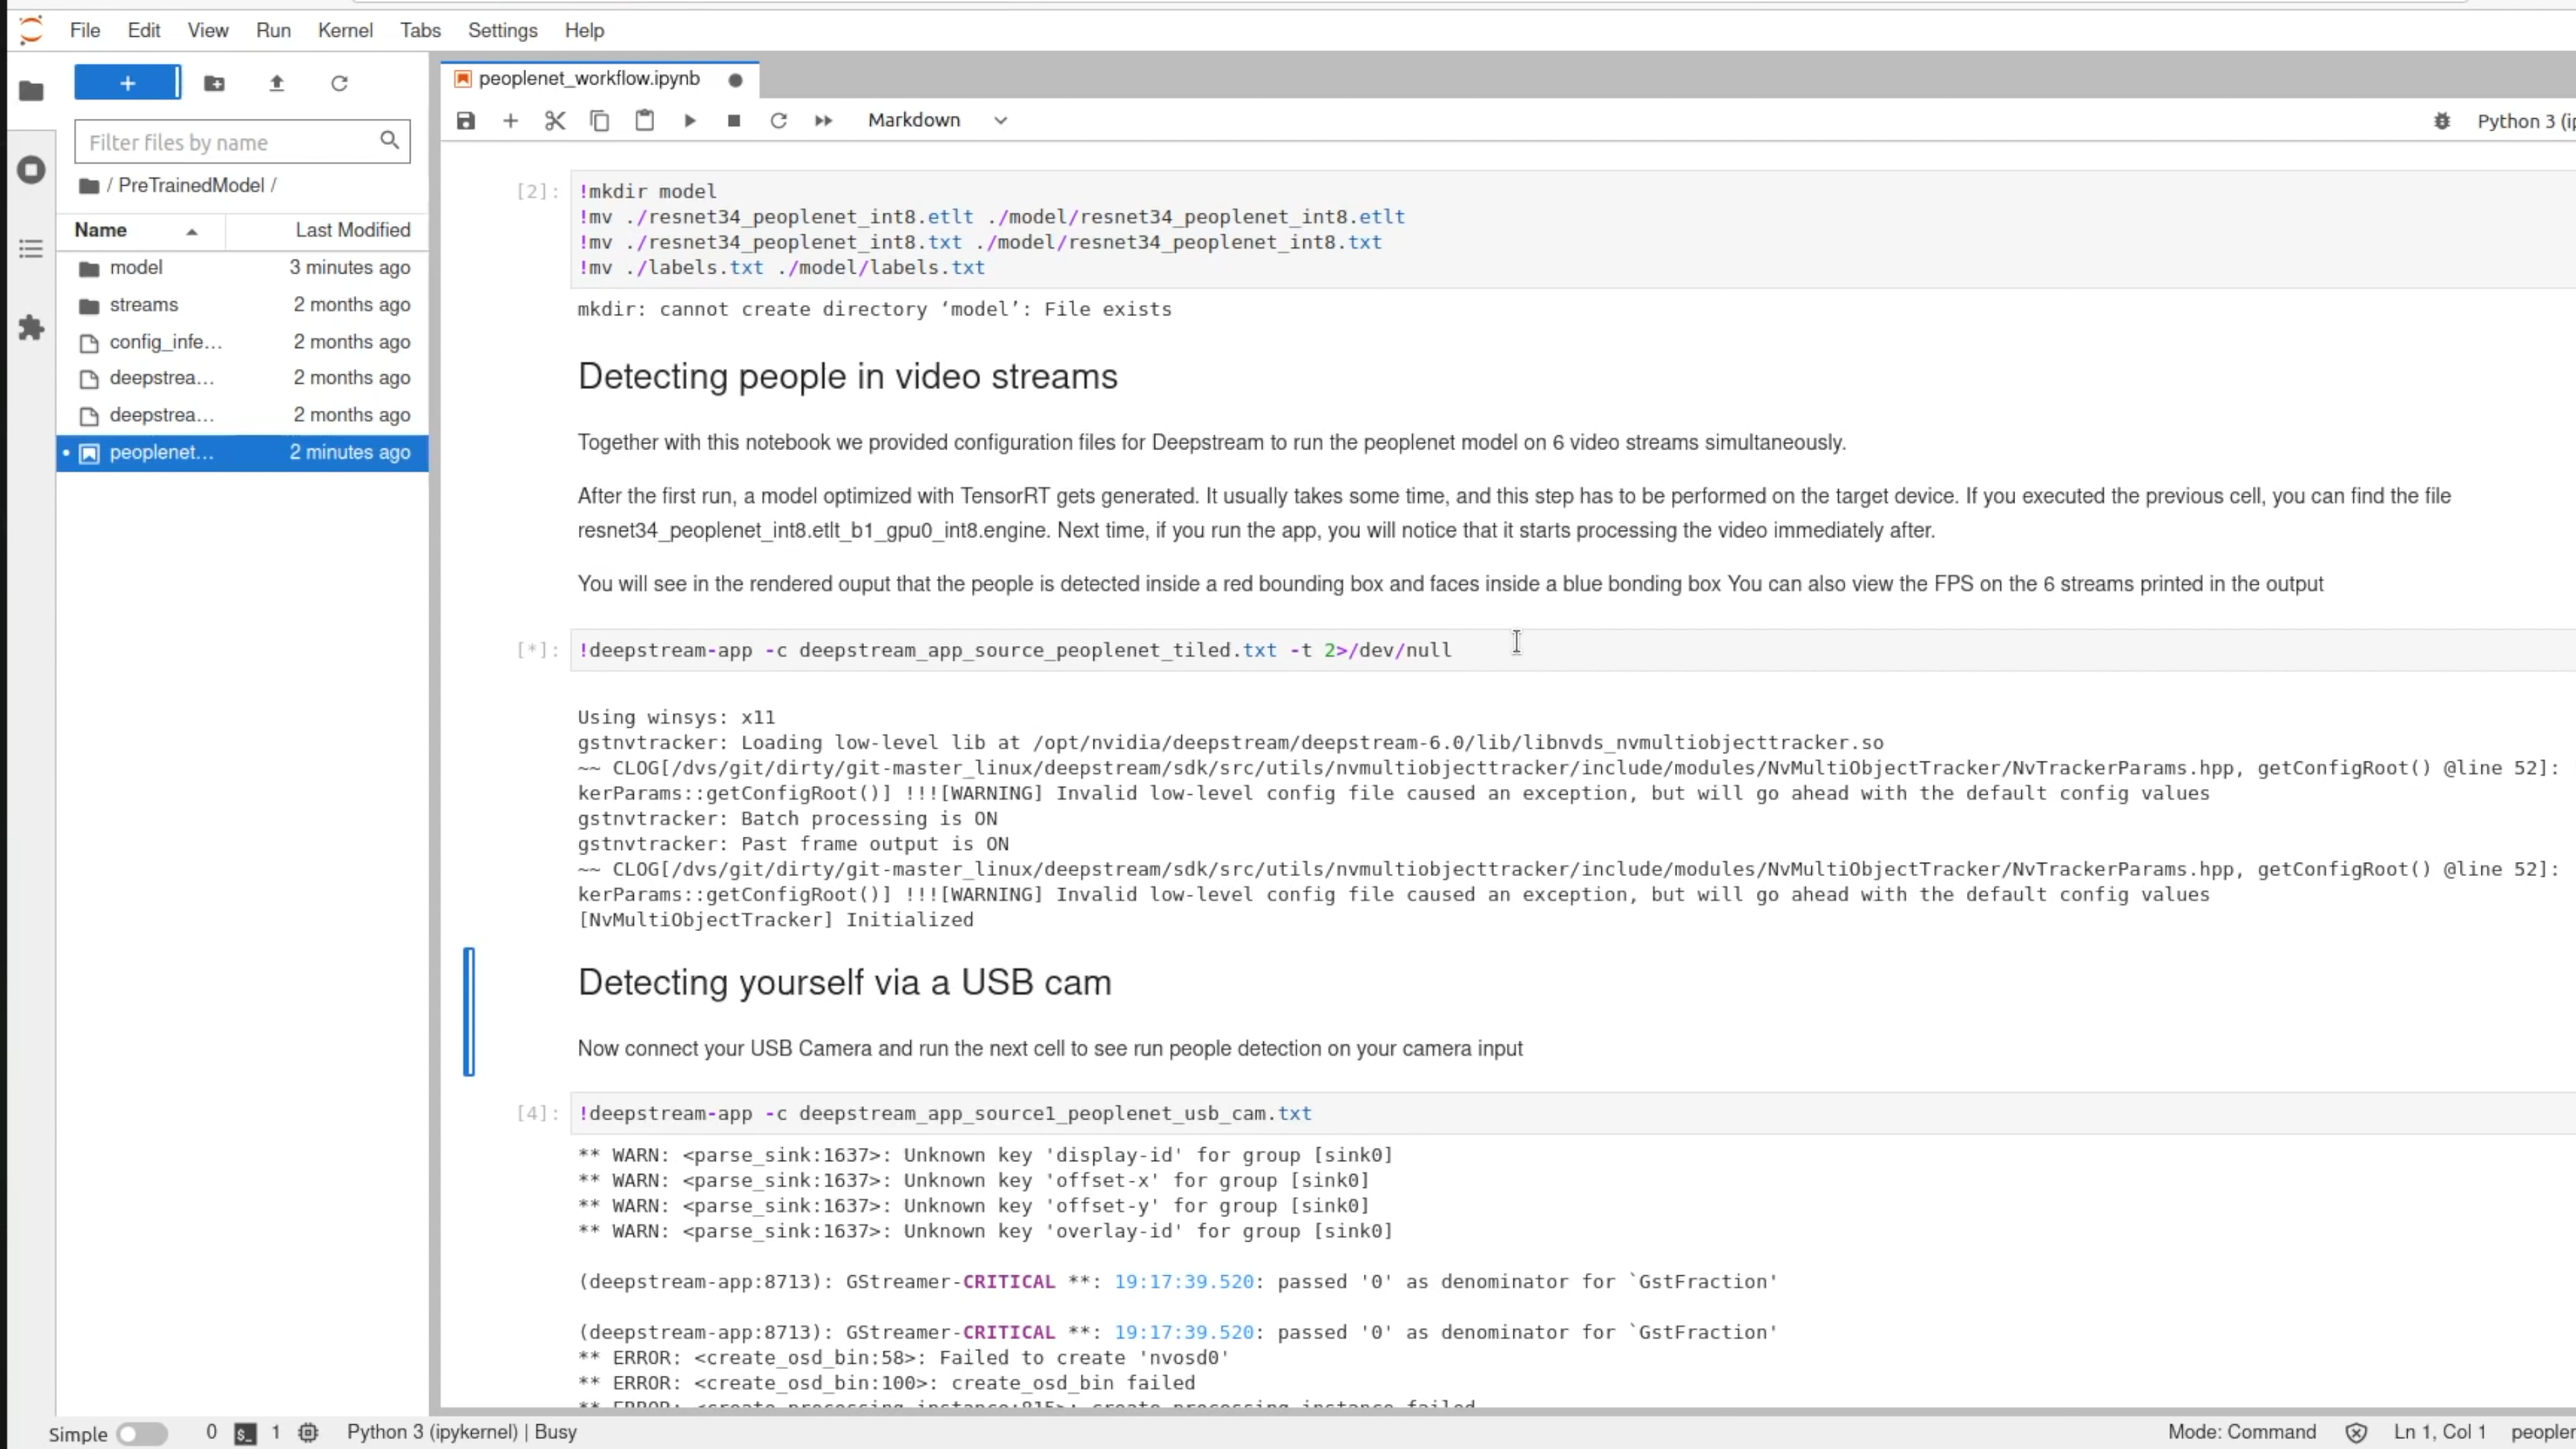 File Edit View Run Kernel Tabs Settings Help
+
Filter files by name
/ PreTrainedModel /
Name Last Modified
model 3 minutes ago
streams 2 months ago
config_infe… 2 months ago
deepstrea… 2 months ago
deepstrea… 2 months ago
peoplenet… 2 minutes ago
peoplenet_workflow.ipynb
Markdown
Python 3 (ip
[2]: !mkdir model
!mv ./resnet34_peoplenet_int8.etlt ./model/resnet34_peoplenet_int8.etlt
!mv ./resnet34_peoplenet_int8.txt ./model/resnet34_peoplenet_int8.txt
!mv ./labels.txt ./model/labels.txt
mkdir: cannot create directory ‘model’: File exists
Detecting people in video streams
Together with this notebook we provided configuration files for Deepstream to run the peoplenet model on 6 video streams simultaneously.
After the first run, a model optimized with TensorRT gets generated. It usually takes some time, and this step has to be performed on the target device. If you executed the previous cell, you can find the file
resnet34_peoplenet_int8.etlt_b1_gpu0_int8.engine. Next time, if you run the app, you will notice that it starts processing the video immediately after.
You will see in the rendered ouput that the people is detected inside a red bounding box and faces inside a blue bonding box You can also view the FPS on the 6 streams printed in the output
[*]: !deepstream-app -c deepstream_app_source_peoplenet_tiled.txt -t 2>/dev/null
Using winsys: x11
gstnvtracker: Loading low-level lib at /opt/nvidia/deepstream/deepstream-6.0/lib/libnvds_nvmultiobjecttracker.so
~~ CLOG[/dvs/git/dirty/git-master_linux/deepstream/sdk/src/utils/nvmultiobjecttracker/include/modules/NvMultiObjectTracker/NvTrackerParams.hpp, getConfigRoot() @line 52]:
kerParams::getConfigRoot()] !!![WARNING] Invalid low-level config file caused an exception, but will go ahead with the default config values
gstnvtracker: Batch processing is ON
gstnvtracker: Past frame output is ON
~~ CLOG[/dvs/git/dirty/git-master_linux/deepstream/sdk/src/utils/nvmultiobjecttracker/include/modules/NvMultiObjectTracker/NvTrackerParams.hpp, getConfigRoot() @line 52]:
kerParams::getConfigRoot()] !!![WARNING] Invalid low-level config file caused an exception, but will go ahead with the default config values
[NvMultiObjectTracker] Initialized
Detecting yourself via a USB cam
Now connect your USB Camera and run the next cell to see run people detection on your camera input
[4]: !deepstream-app -c deepstream_app_source1_peoplenet_usb_cam.txt
** WARN: <parse_sink:1637>: Unknown key 'display-id' for group [sink0]
** WARN: <parse_sink:1637>: Unknown key 'offset-x' for group [sink0]
** WARN: <parse_sink:1637>: Unknown key 'offset-y' for group [sink0]
** WARN: <parse_sink:1637>: Unknown key 'overlay-id' for group [sink0]
(deepstream-app:8713): GStreamer-CRITICAL **: 19:17:39.520: passed '0' as denominator for `GstFraction'
(deepstream-app:8713): GStreamer-CRITICAL **: 19:17:39.520: passed '0' as denominator for `GstFraction'
** ERROR: <create_osd_bin:58>: Failed to create 'nvosd0'
** ERROR: <create_osd_bin:100>: create_osd_bin failed
** ERROR: <create_processing_instance:815>: create_processing_instance failed
Simple 0 $_ 1 Python 3 (ipykernel) | Busy Mode: Command Ln 1, Col 1 peoplen